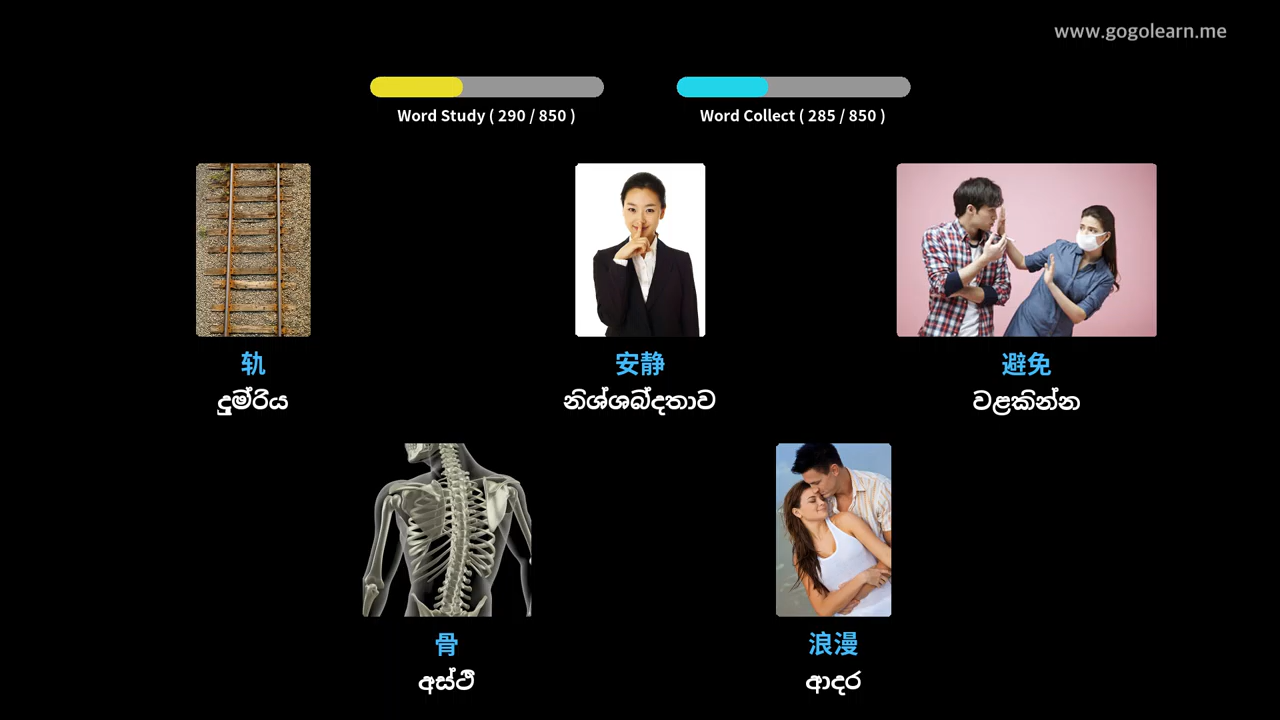 www.gogolearn.me
Word Study ( 290 / 850 )
Word Collect ( 285 / 850 )
轨
දුම්රිය
安静
නිශ්ශබ්දතාව
避免
වළකින්න
骨
අස්ථි
浪漫
ආදර